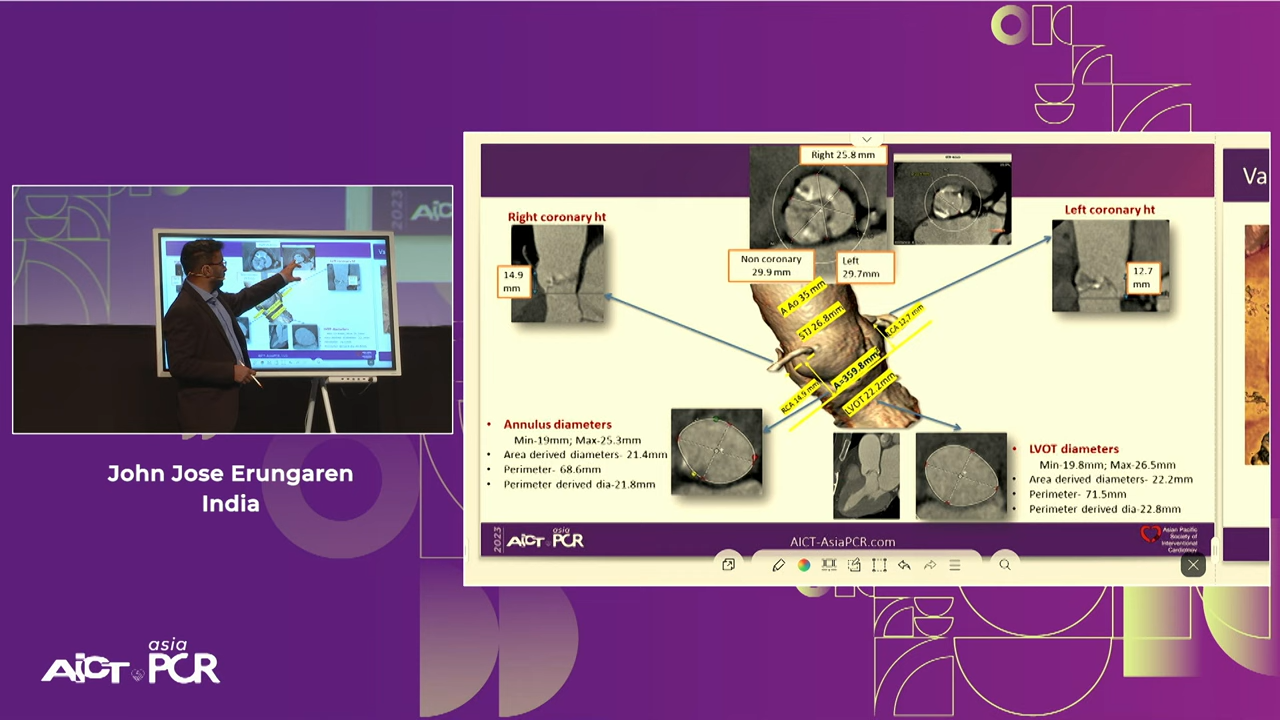 Right 25.8 mm
Va
Right coronary ht
Left coronary ht
14.9
mm
Non coronary
29.9 mm
Left
29.7mm
12.7
mm
A Ao 35 mm
STJ 26.8mm
LCA 12.7 mm
A=359.8mm²
RCA 14.9 mm
LVOT 22.2mm
• Annulus diameters
Min-19mm; Max-25.3mm
• Area derived diameters- 21.4mm
• Perimeter- 68.6mm
• Perimeter derived dia-21.8mm
• LVOT diameters
Min-19.8mm; Max-26.5mm
• Area derived diameters- 22.2mm
• Perimeter- 71.5mm
• Perimeter derived dia-22.8mm
2023
AICT asia PCR
AICT-AsiaPCR.com
Asian Pacific
Society of
Interventional
Cardiology
John Jose Erungaren
India
AICT asia PCR